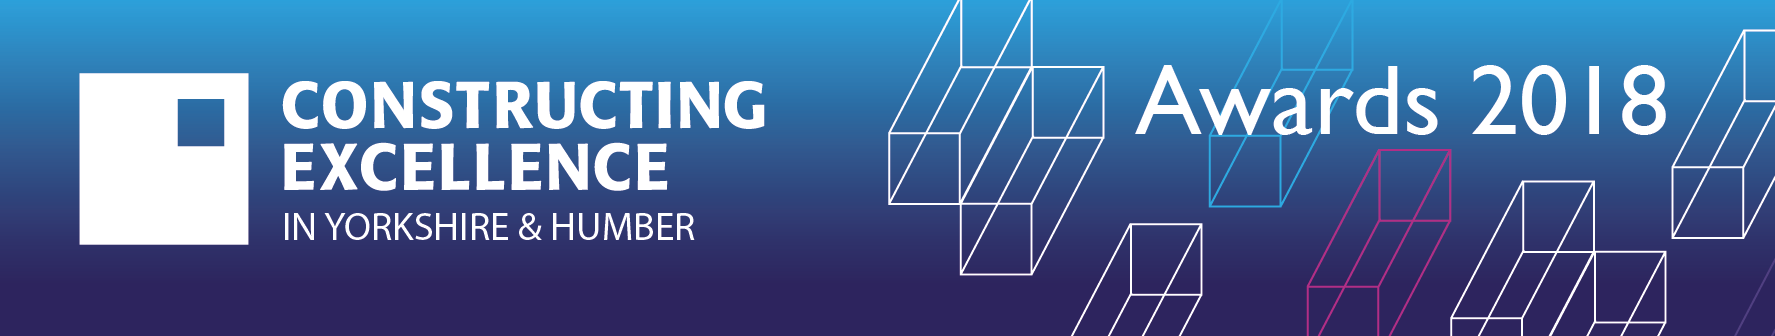 CONSTRUCTING
EXCELLENCE
IN YORKSHIRE & HUMBER
Awards 2018